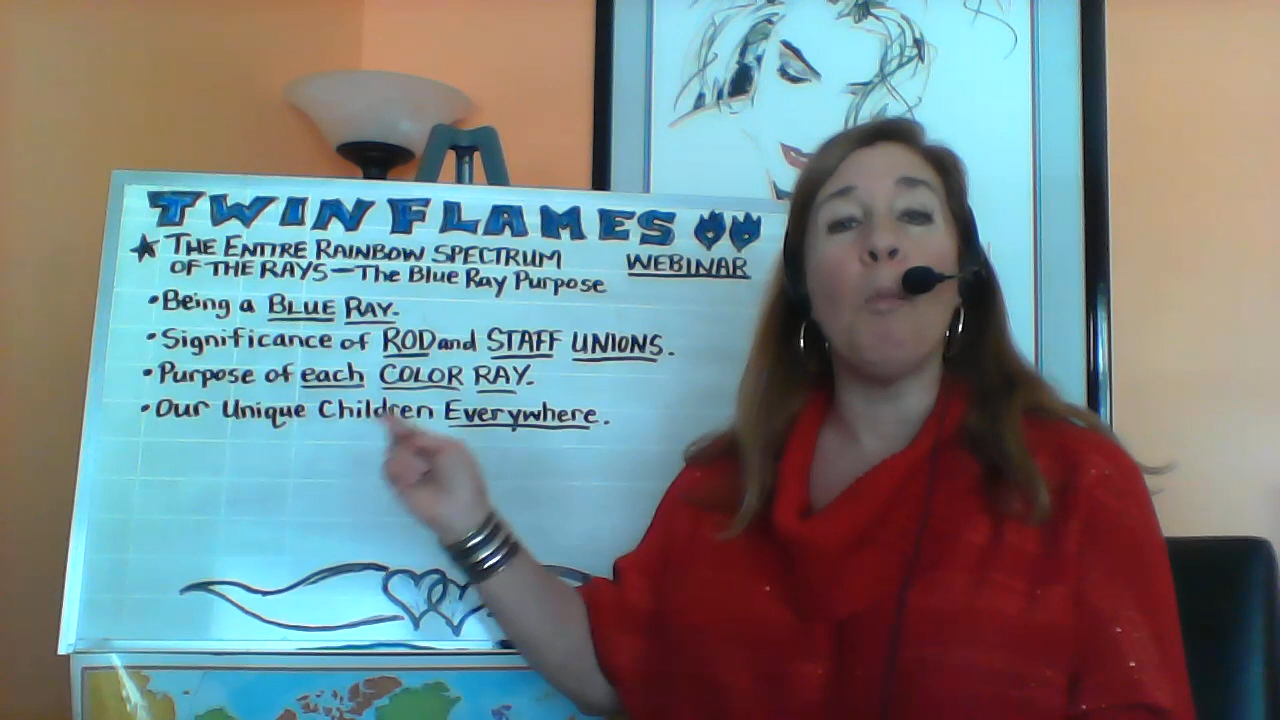 TWIN FLAMES
★ THE ENTIRE RAINBOW SPECTRUM
OF THE RAYS—The Blue Ray Purpose
WEBINAR
•Being a BLUE RAY.
•Significance of ROD and STAFF UNIONS.
•Purpose of each COLOR RAY.
•Our Unique Children Everywhere.